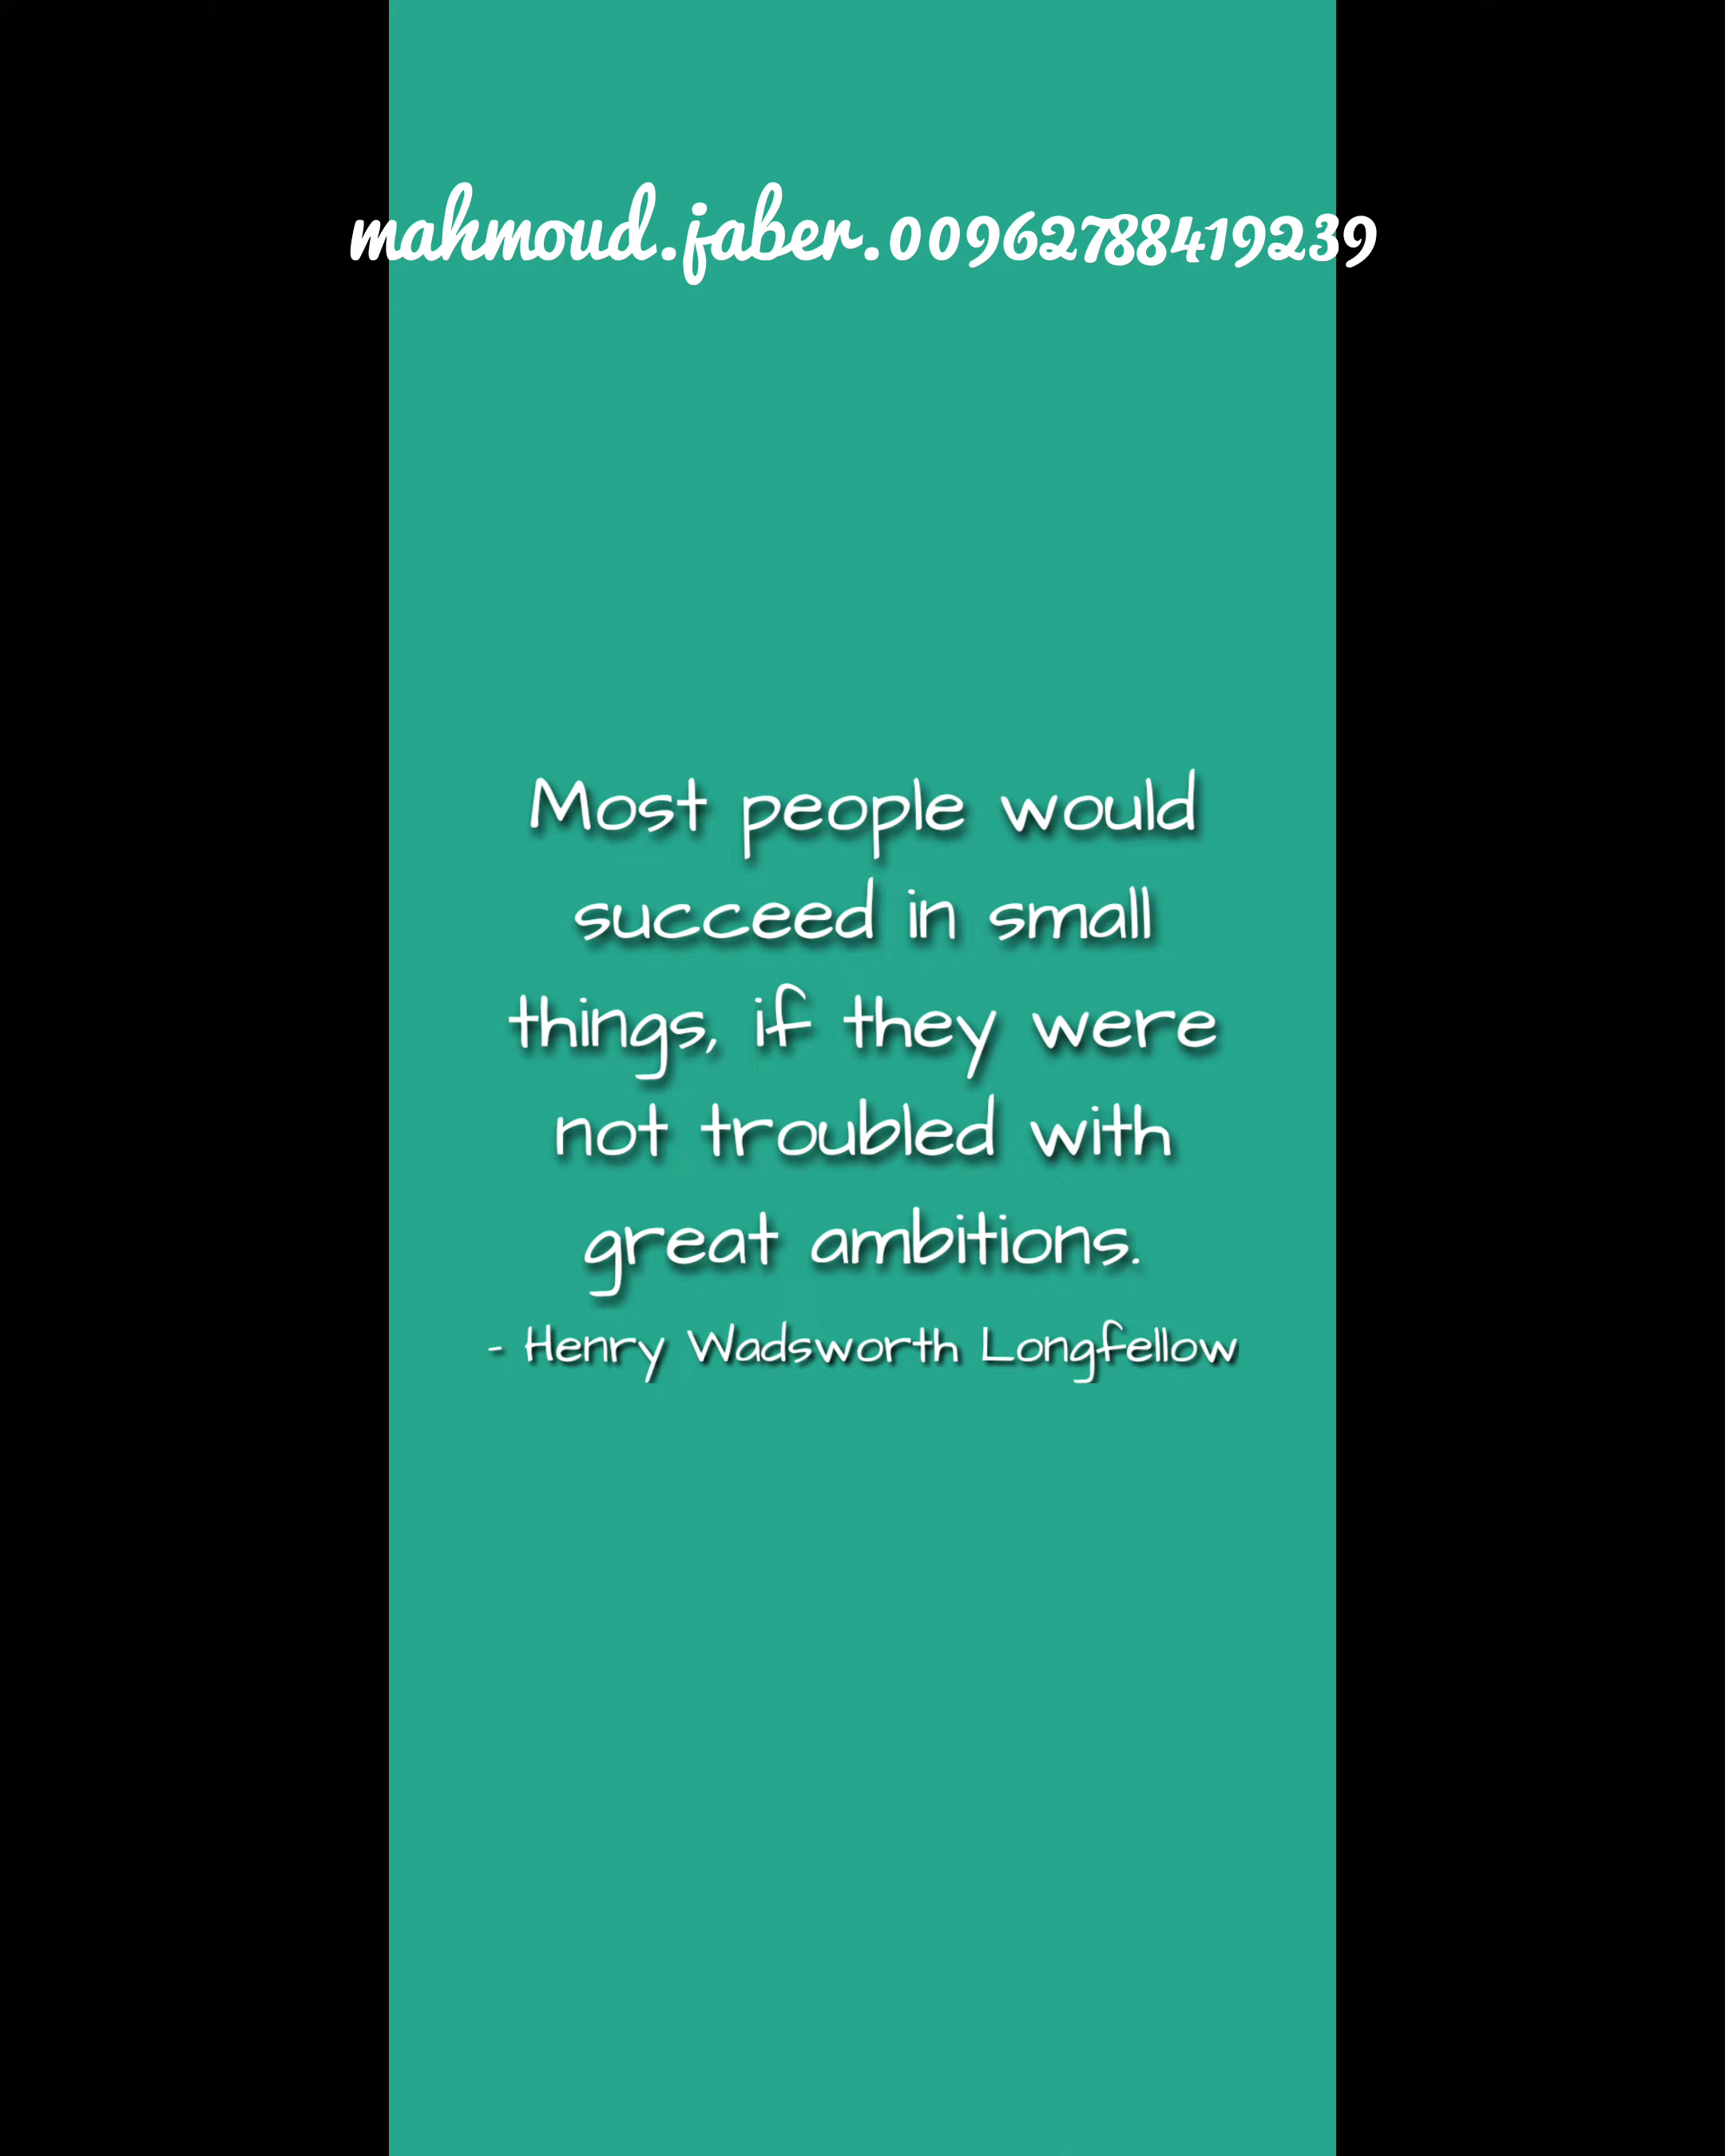 mahmoud.jaber.00962788419239
Most people would
succeed in small
things, if they were
not troubled with
great ambitions.
- Henry Wadsworth Longfellow